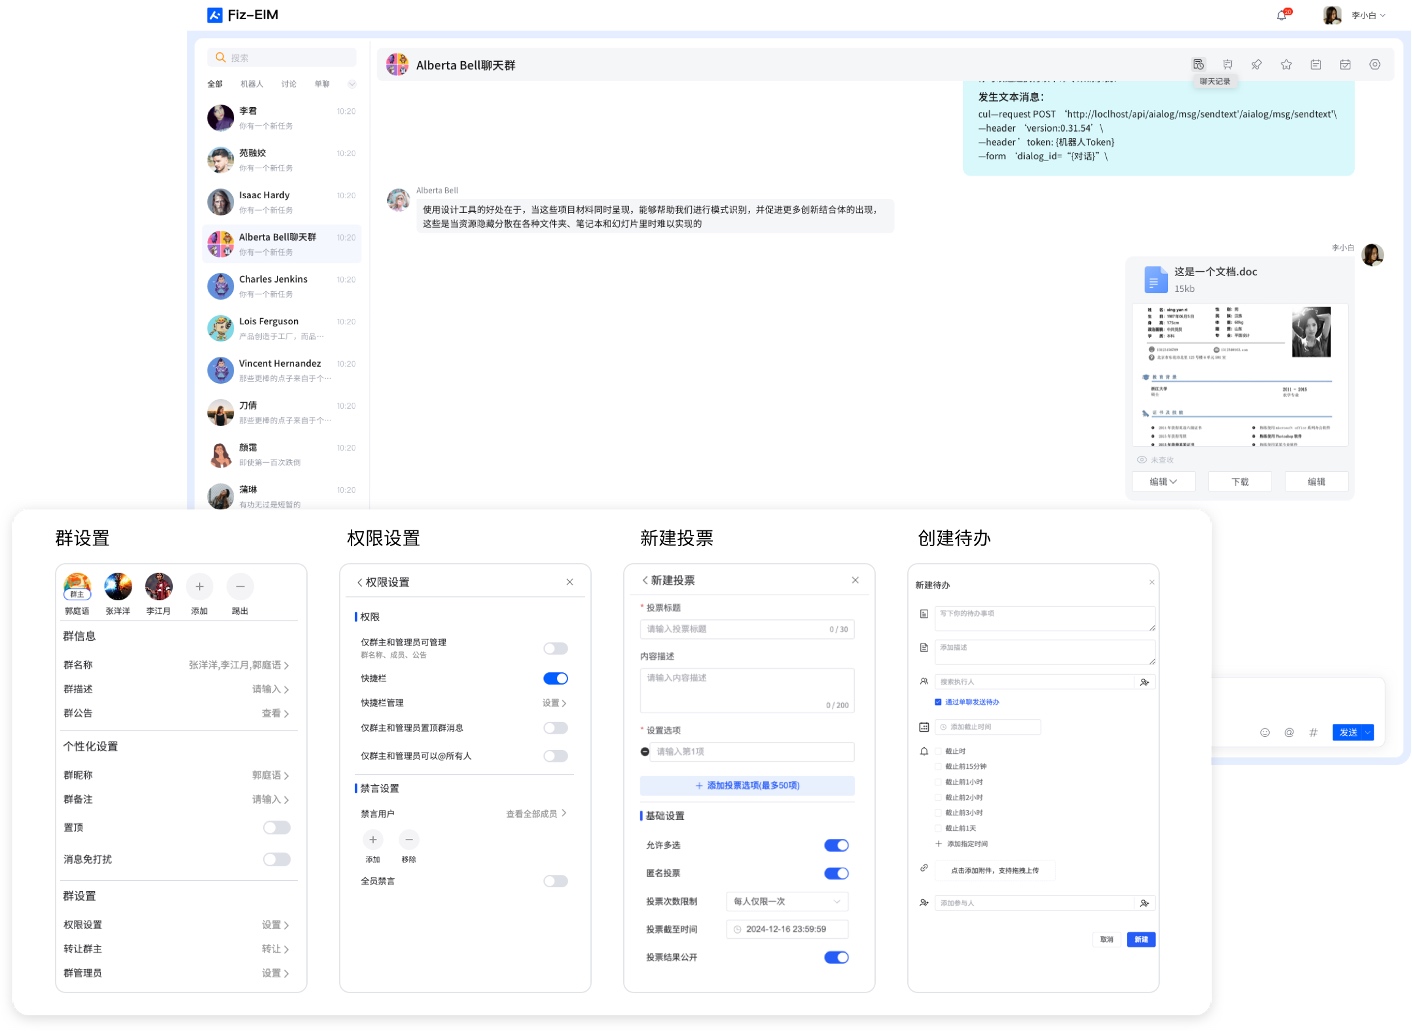 Fiz-EIM
李小白
搜索
全部 机器人 讨论 单聊
李君 10:20
你有一个新任务
苑融姣 10:20
你有一个新任务
Isaac Hardy 10:20
你有一个新任务
Alberta Bell聊天群 10:20
你有一个新任务
Charles Jenkins 10:20
你有一个新任务
Lois Ferguson 10:20
产品创造于工厂，而品…
Vincent Hernandez 10:20
那些更棒的点子来自于个…
刀倩 10:20
那些更棒的点子来自于个…
颜霭 10:20
即使第一百次跌倒
蒲琳 10:20
有功无过是短暂的
Alberta Bell聊天群
聊天记录
发生文本消息：
cul—request POST ‘http://loclhost/api/aialog/msg/sendtext'/aialog/msg/sendtext'\
—header ‘version:0.31.54’ \
—header’ token: {机器人Token}
—form ‘dialog_id=“{对话}”\
Alberta Bell
使用设计工具的好处在于，当这些项目材料同时呈现，能够帮助我们进行模式识别，并促进更多创新结合体的出现，
这些是当资源隐藏分散在各种文件夹、笔记本和幻灯片里时难以实现的
李小白
这是一个文档.doc
15kb
教育背景
2011 - 2015
编辑 下载 编辑
发送
群设置
群主
郭庭语 张洋洋 李江月 添加 踢出
群信息
群名称 张洋洋,李江月,郭庭语
群描述 请输入
群公告 查看
个性化设置
群昵称 郭庭语
群备注 请输入
置顶
消息免打扰
群设置
权限设置 设置
转让群主 转让
群管理员 设置
权限设置
权限设置
权限
仅群主和管理员可管理
群名称、成员、公告
快捷栏
快捷栏管理 设置
仅群主和管理员置顶群消息
仅群主和管理员可以@所有人
禁言设置
禁言用户 查看全部成员
添加 移除
全员禁言
新建投票
新建投票
* 投票标题
请输入投票标题 0 / 30
内容描述
请输入内容描述
0 / 200
* 设置选项
请输入第1项
+ 添加投票选项(最多50项)
基础设置
允许多选
匿名投票
投票次数限制 每人仅限一次
投票截至时间 2024-12-16 23:59:59
投票结果公开
创建待办
新建待办
写下你的待办事项
添加描述
搜索执行人
通过单聊发送待办
添加截止时间
截止时
截止前15分钟
截止前1小时
截止前2小时
截止前3小时
截止前1天
+ 添加指定时间
点击添加附件，支持拖拽上传
添加参与人
取消 新建